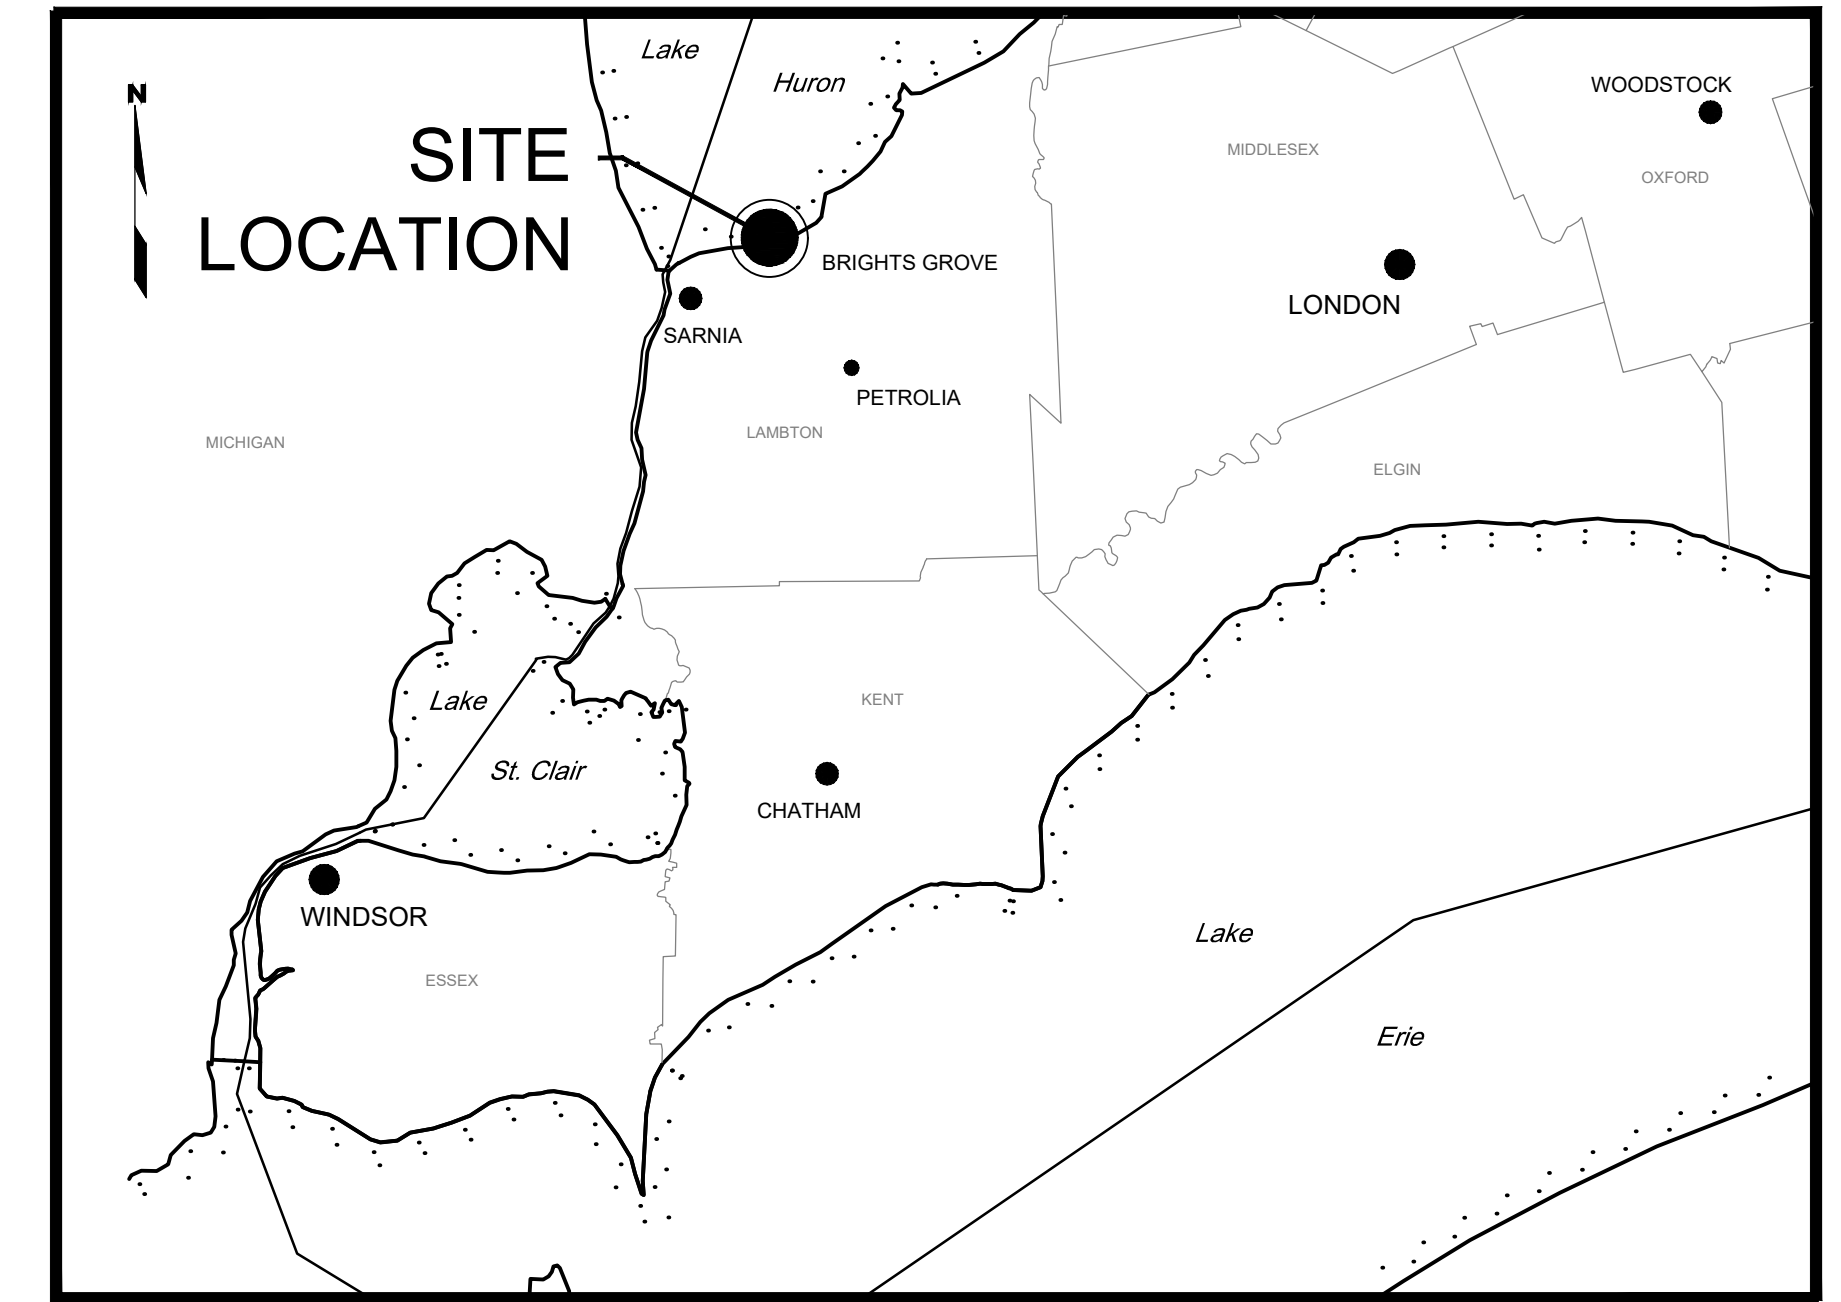 Lake
Huron
N
WOODSTOCK
SITE
LOCATION
MIDDLESEX
OXFORD
BRIGHTS GROVE
LONDON
SARNIA
PETROLIA
MICHIGAN
LAMBTON
ELGIN
Lake
St. Clair
KENT
CHATHAM
WINDSOR
ESSEX
Lake
Erie